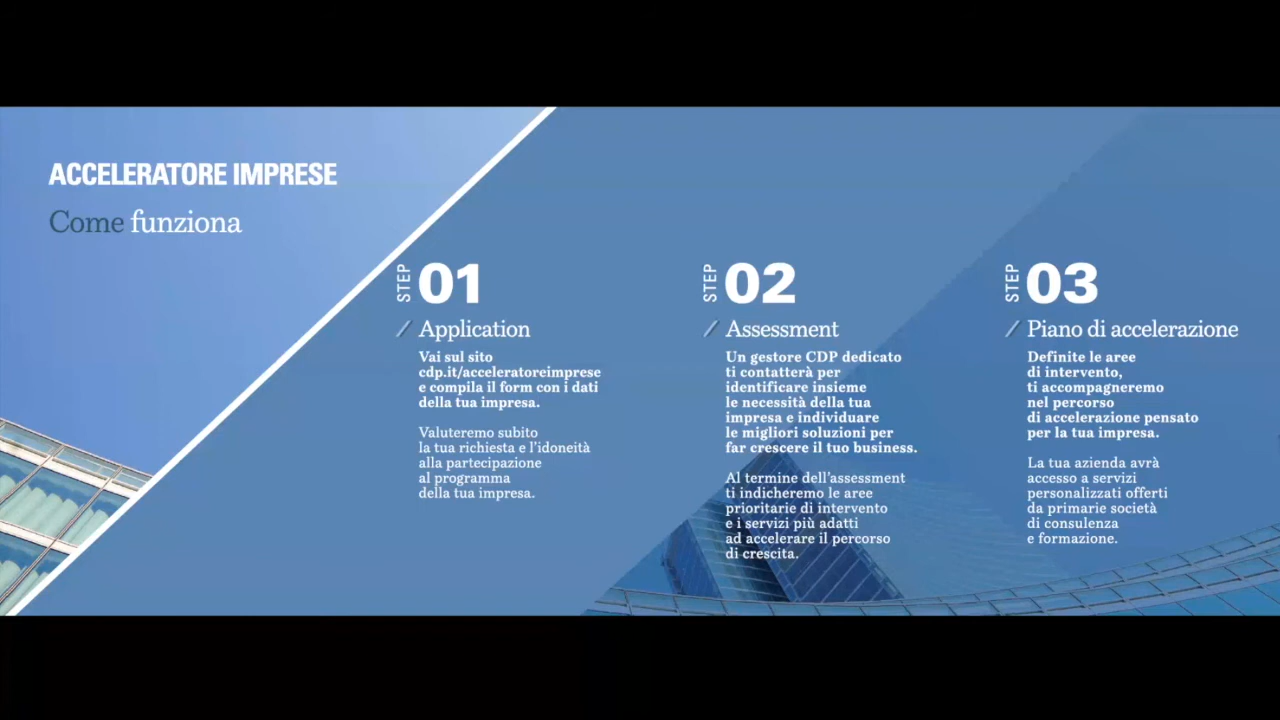 ACCELERATORE IMPRESE
Come funziona
STEP 01
Application
Vai sul sito
cdp.it/acceleratoreimprese
e compila il form con i dati
della tua impresa.
Valuteremo subito
la tua richiesta e l'idoneità
alla partecipazione
al programma
della tua impresa.
STEP 02
Assessment
Un gestore CDP dedicato
ti contatterà per
identificare insieme
le necessità della tua
impresa e individuare
le migliori soluzioni per
far crescere il tuo business.
Al termine dell'assessment
ti indicheremo le aree
prioritarie di intervento
e i servizi più adatti
ad accelerare il percorso
di crescita.
STEP 03
Piano di accelerazione
Definite le aree
di intervento,
ti accompagneremo
nel percorso
di accelerazione pensato
per la tua impresa.
La tua azienda avrà
accesso a servizi
personalizzati offerti
da primarie società
di consulenza
e formazione.